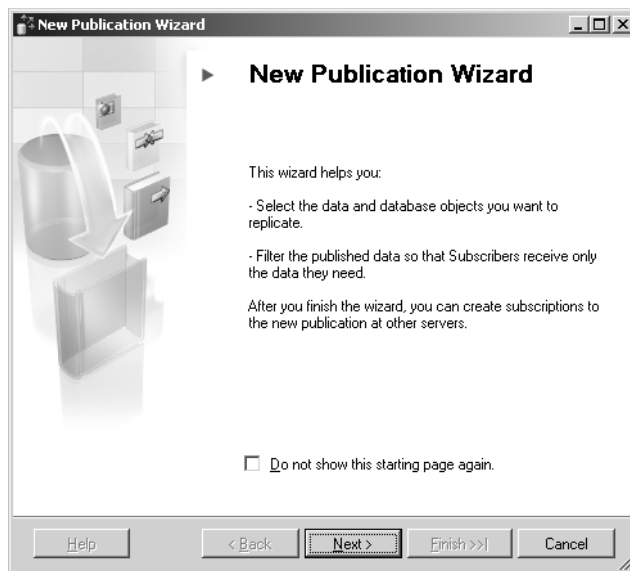 New Publication Wizard
New Publication Wizard
This wizard helps you:
- Select the data and database objects you want to
replicate.
- Filter the published data so that Subscribers receive only
the data they need.
After you finish the wizard, you can create subscriptions to
the new publication at other servers.
Do not show this starting page again.
Help < Back Next > Finish >>| Cancel